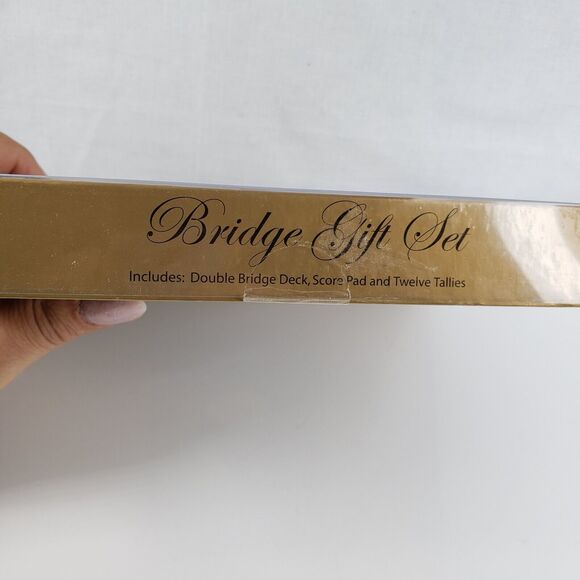 Bridge Gift Set
Includes: Double Bridge Deck, Score Pad and Twelve Tallies